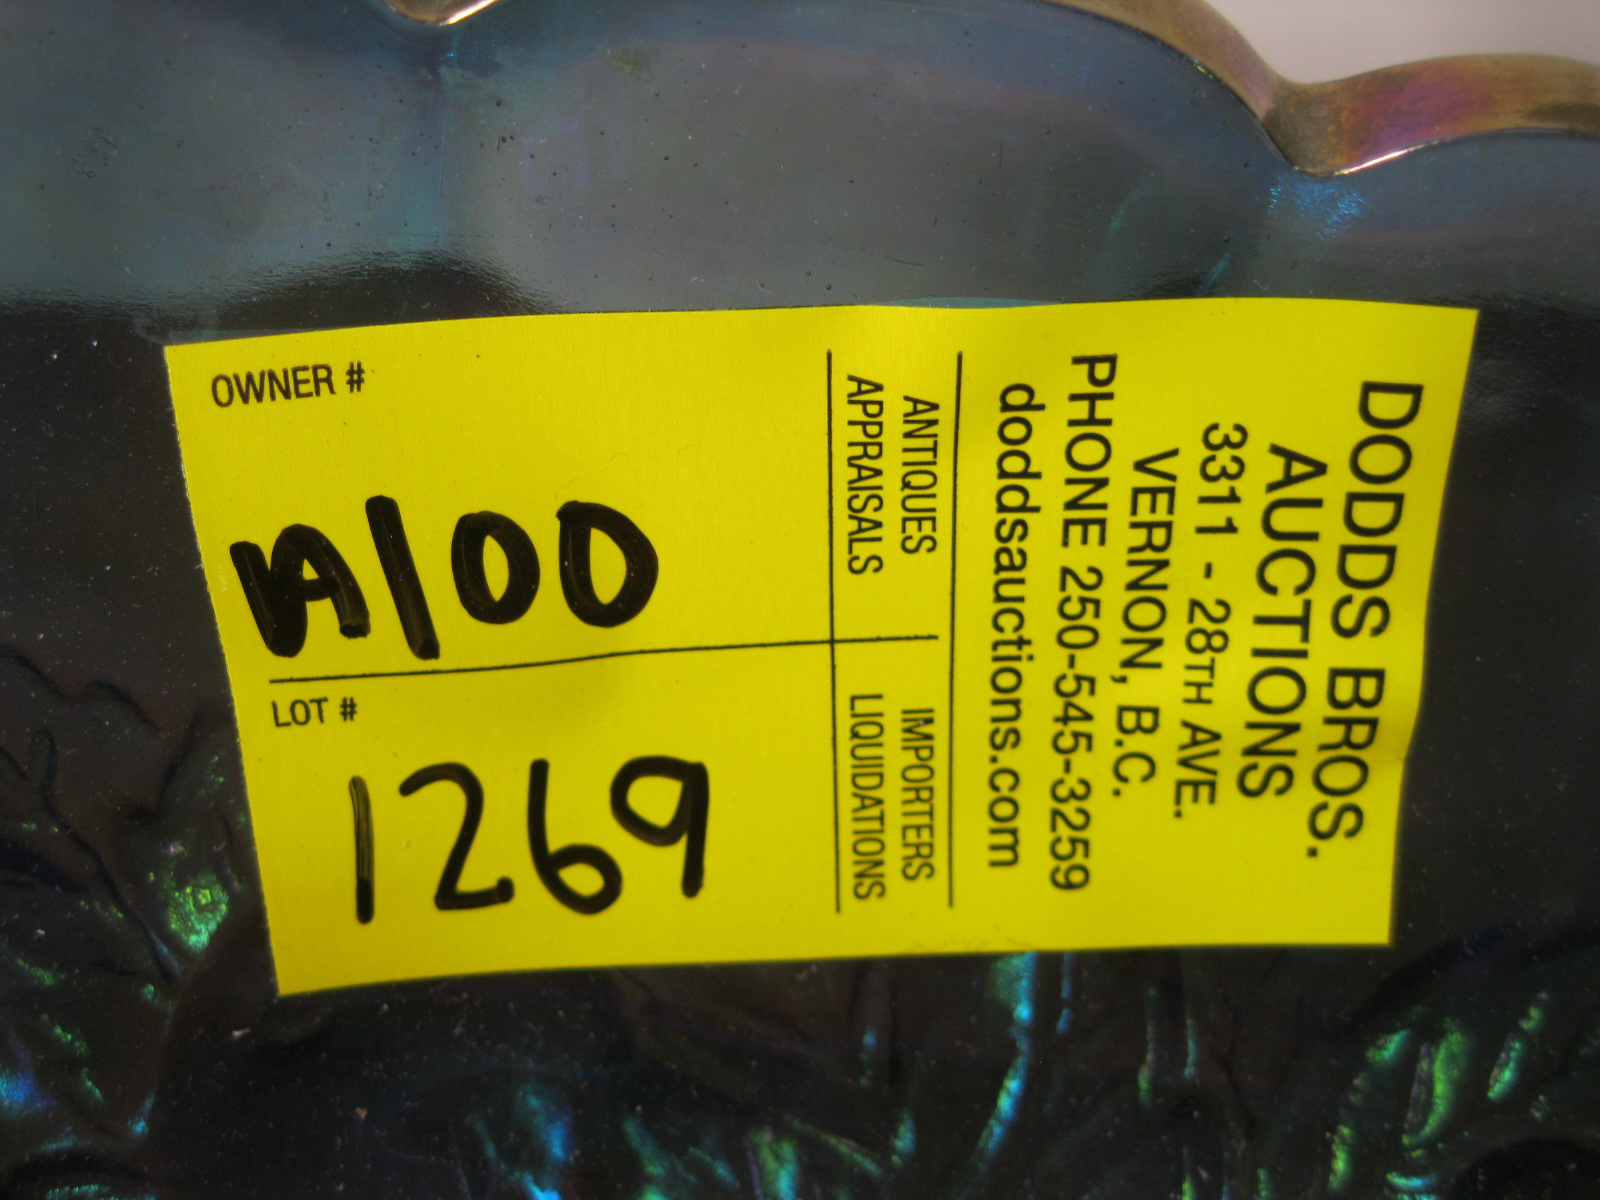 DODDS BROS.
AUCTIONS
3311 - 28TH AVE.
VERNON, B.C.
PHONE 250-545-3259
doddsauctions.com
ANTIQUES IMPORTERS
APPRAISALS LIQUIDATIONS
OWNER #
A100
LOT #
1269